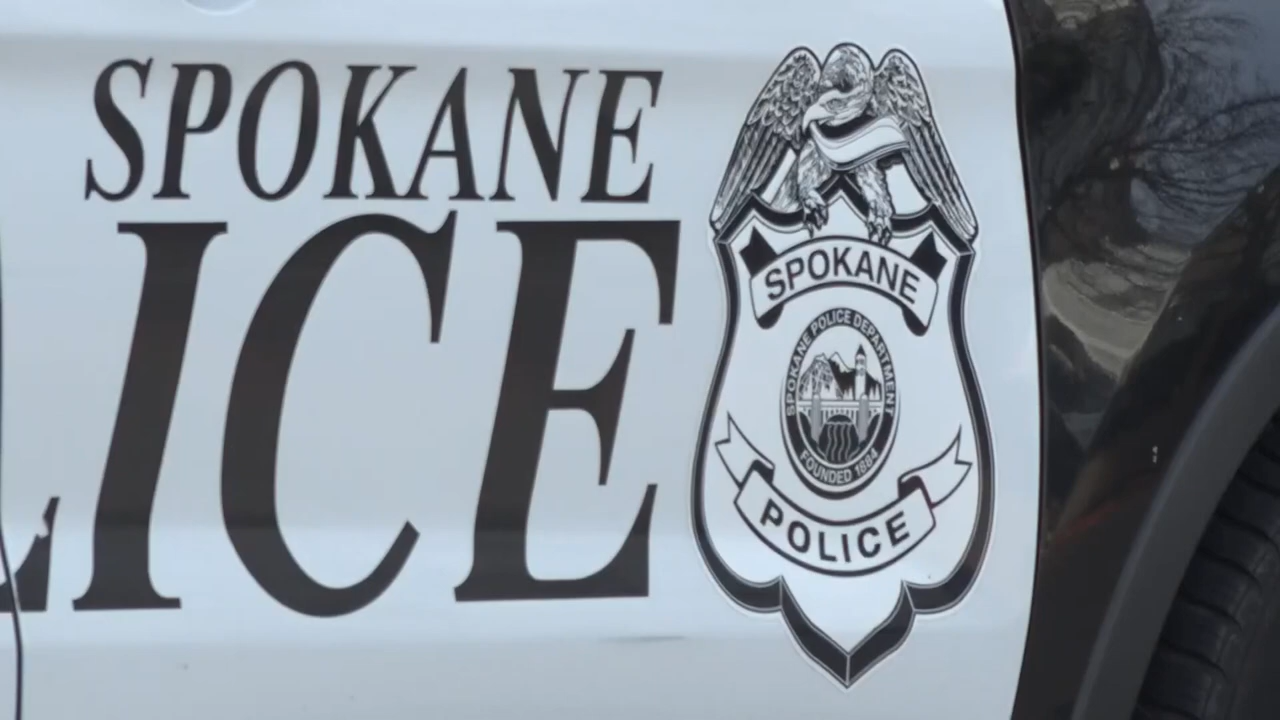 SPOKANE
LICE
SPOKANE
SPOKANE POLICE DEPARTMENT
FOUNDED 1884
POLICE